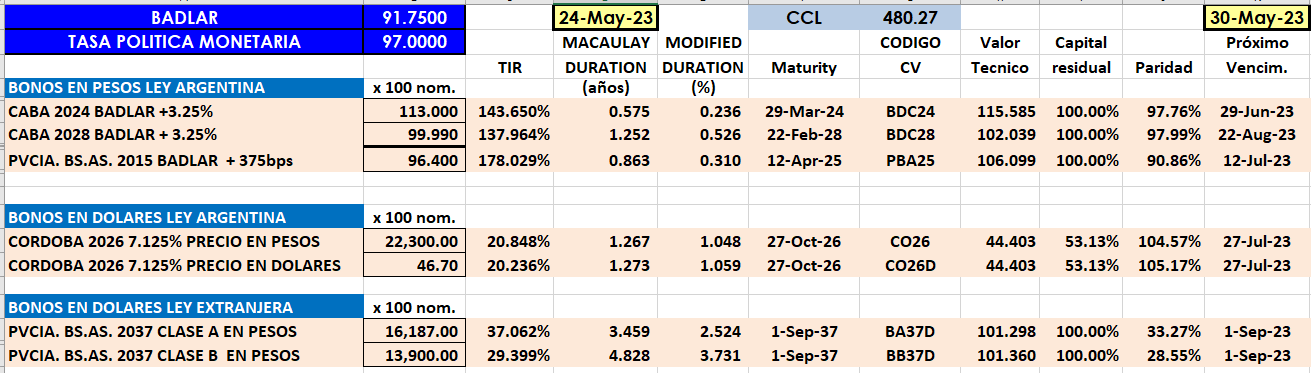 BADLAR 91.7500 24-May-23 CCL 480.27 30-May-23
TASA POLITICA MONETARIA 97.0000 MACAULAY MODIFIED CODIGO Valor Capital Próximo
TIR DURATION DURATION Maturity CV Tecnico residual Paridad Vencim.
BONOS EN PESOS LEY ARGENTINA x 100 nom. (años) (%)
CABA 2024 BADLAR +3.25% 113.000 143.650% 0.575 0.236 29-Mar-24 BDC24 115.585 100.00% 97.76% 29-Jun-23
CABA 2028 BADLAR + 3.25% 99.990 137.964% 1.252 0.526 22-Feb-28 BDC28 102.039 100.00% 97.99% 22-Aug-23
PVCIA. BS.AS. 2015 BADLAR + 375bps 96.400 178.029% 0.863 0.310 12-Apr-25 PBA25 106.099 100.00% 90.86% 12-Jul-23
BONOS EN DOLARES LEY ARGENTINA x 100 nom.
CORDOBA 2026 7.125% PRECIO EN PESOS 22,300.00 20.848% 1.267 1.048 27-Oct-26 CO26 44.403 53.13% 104.57% 27-Jul-23
CORDOBA 2026 7.125% PRECIO EN DOLARES 46.70 20.236% 1.273 1.059 27-Oct-26 CO26D 44.403 53.13% 105.17% 27-Jul-23
BONOS EN DOLARES LEY EXTRANJERA x 100 nom.
PVCIA. BS.AS. 2037 CLASE A EN PESOS 16,187.00 37.062% 3.459 2.524 1-Sep-37 BA37D 101.298 100.00% 33.27% 1-Sep-23
PVCIA. BS.AS. 2037 CLASE B EN PESOS 13,900.00 29.399% 4.828 3.731 1-Sep-37 BB37D 101.360 100.00% 28.55% 1-Sep-23